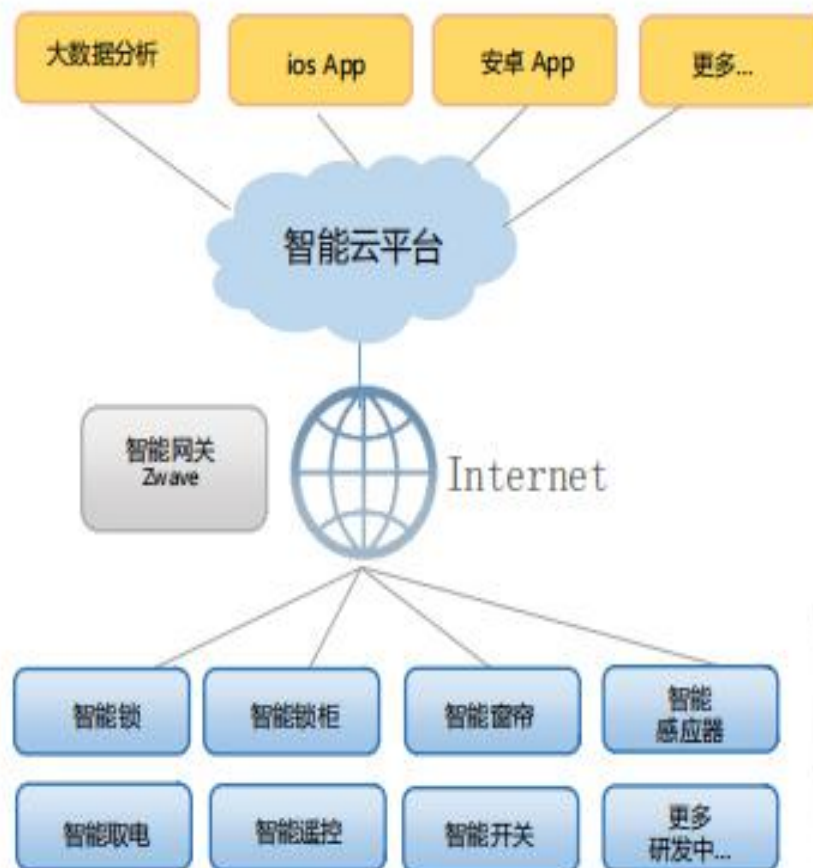 大数据分析
ios App
安卓 App
更多...
智能云平台
智能网关
Zwave
Internet
智能锁
智能锁柜
智能窗帘
智能
感应器
智能取电
智能遥控
智能开关
更多
研发中...